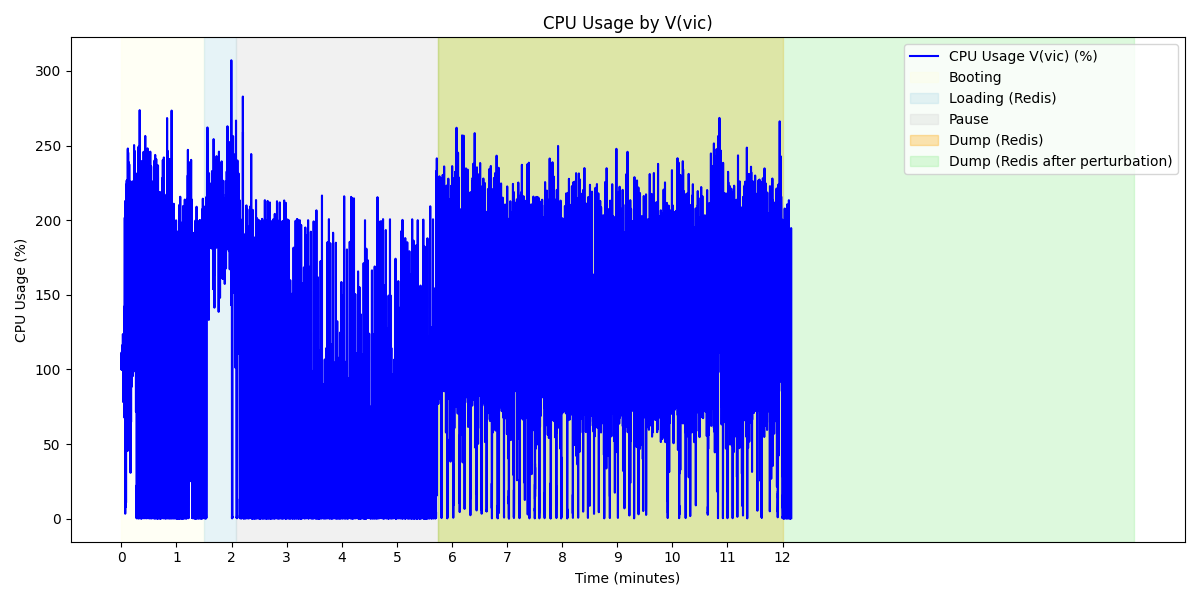 CPU Usage by V(vic)
CPU Usage V(vic) (%)
Booting
Loading (Redis)
Pause
Dump (Redis)
Dump (Redis after perturbation)
CPU Usage (%)
300
250
200
150
100
50
0
0 1 2 3 4 5 6 7 8 9 10 11 12
Time (minutes)